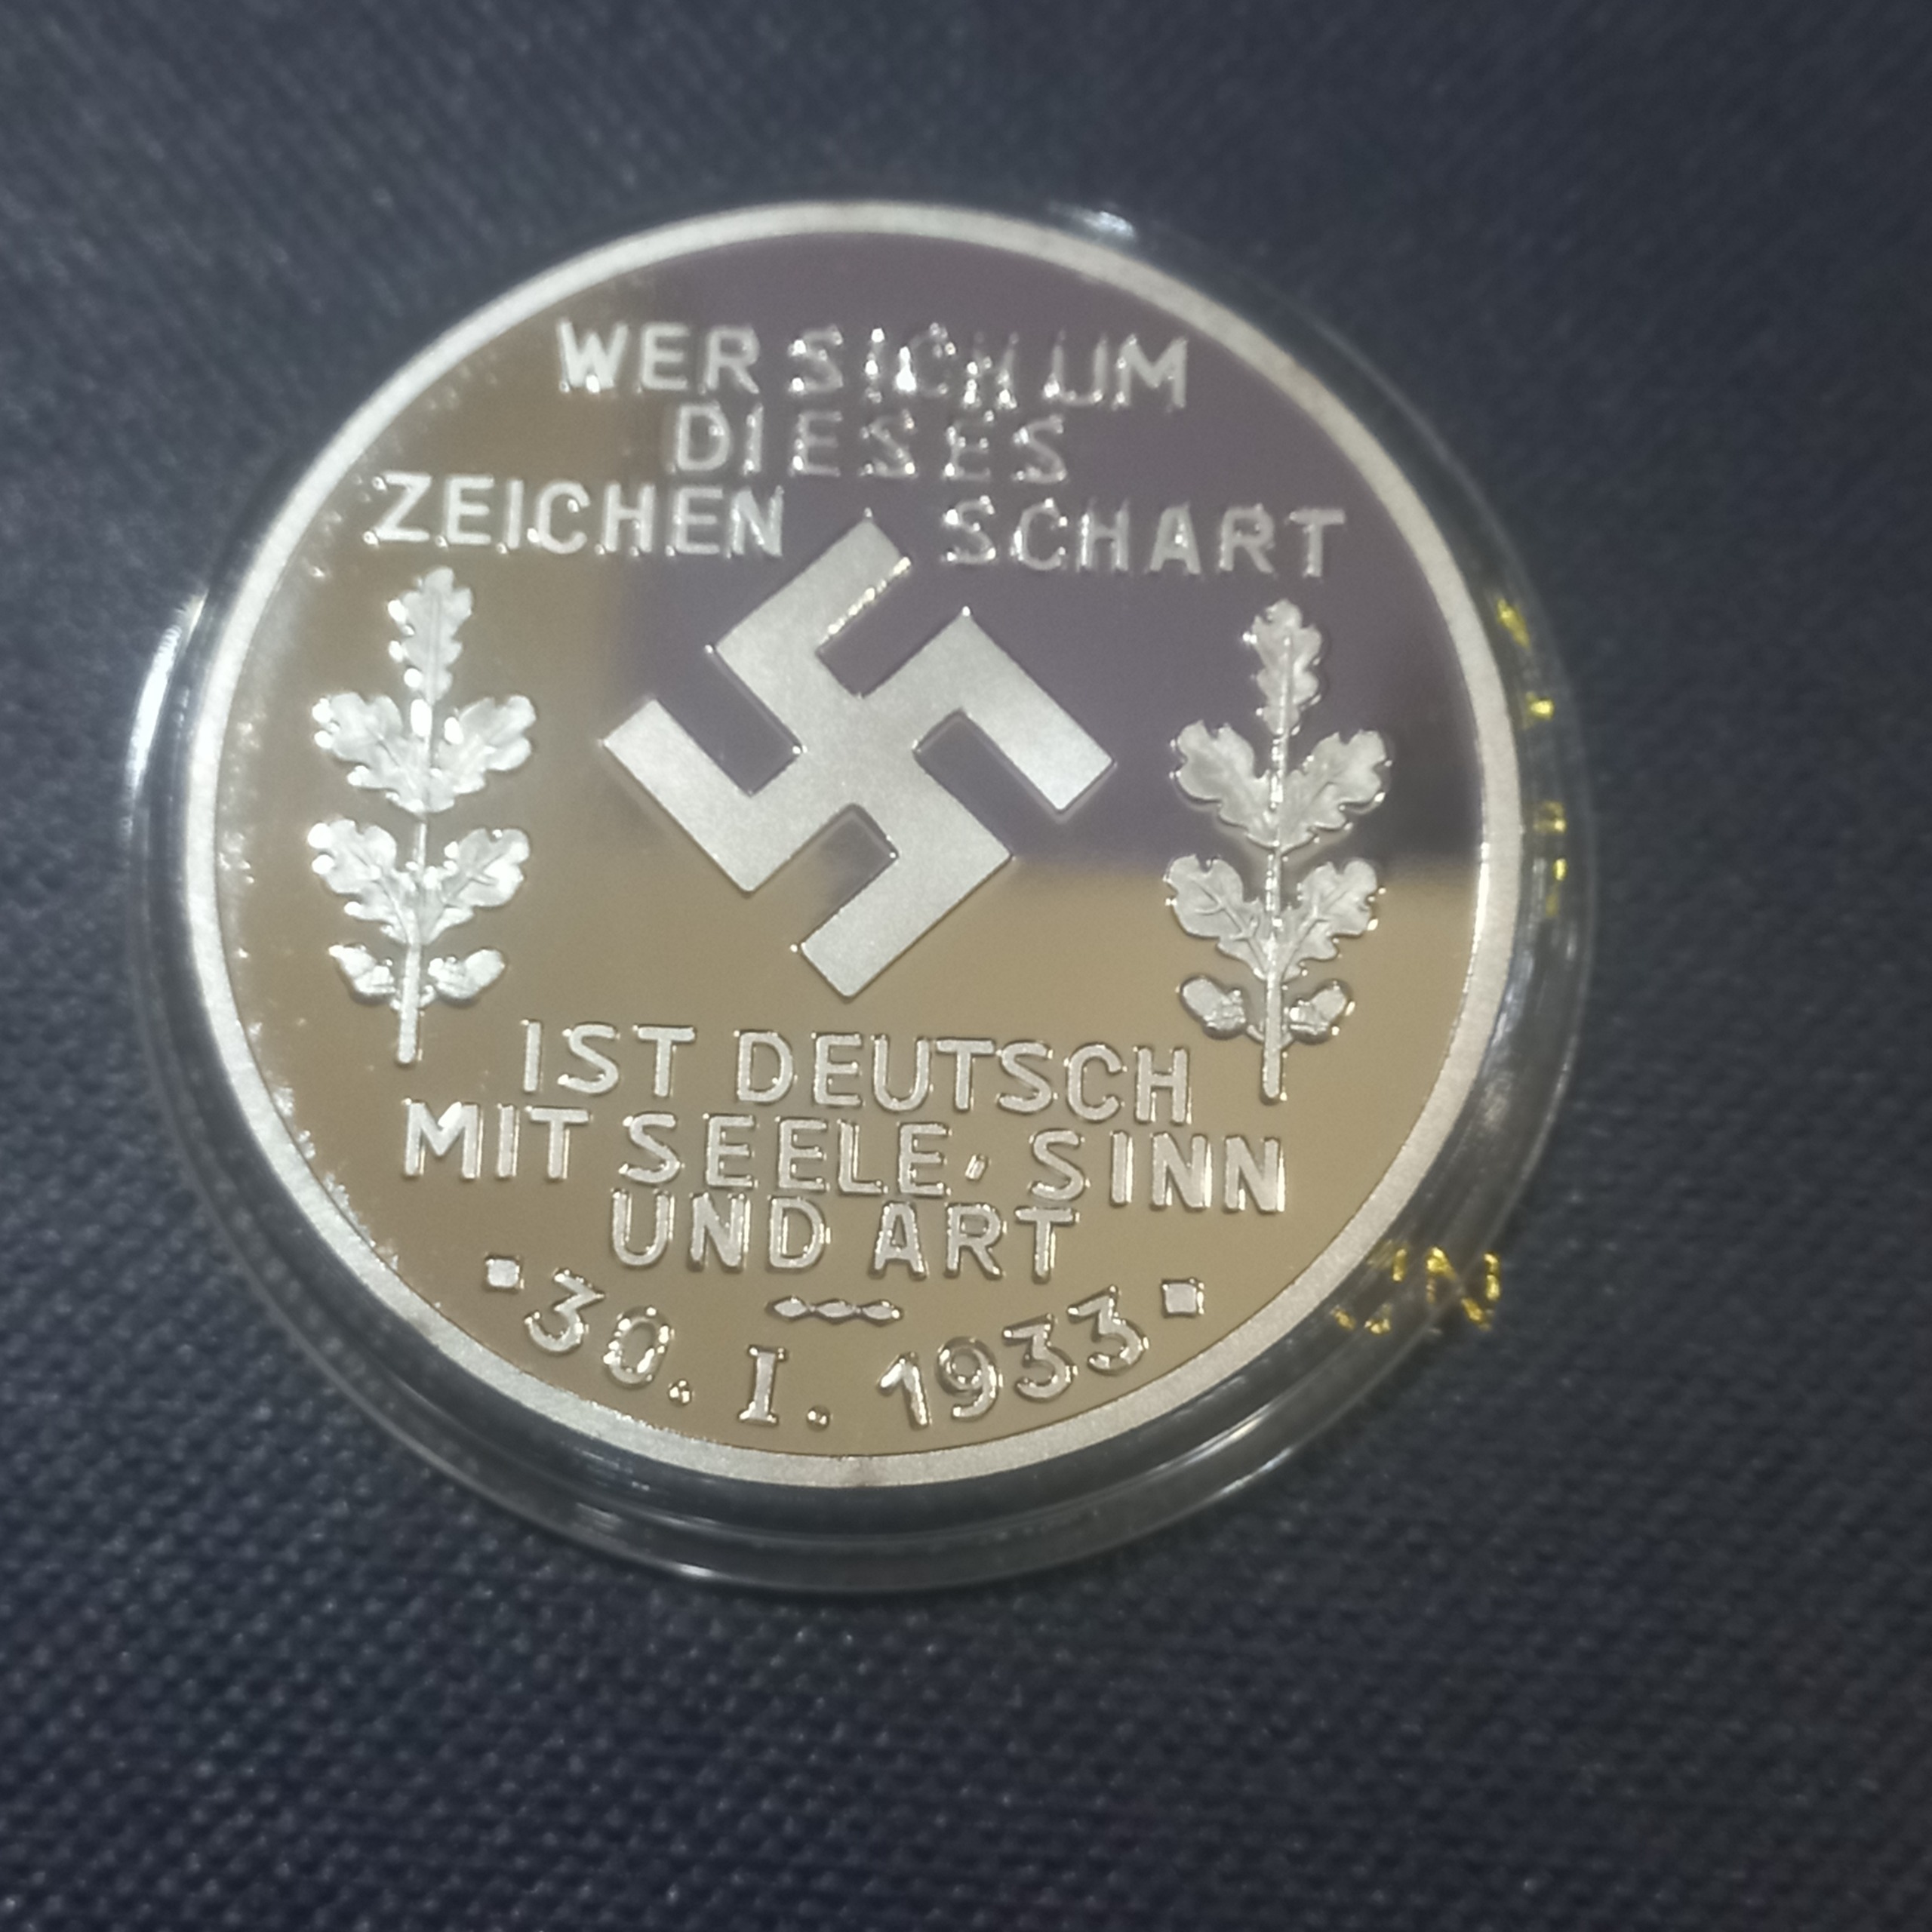 WER SICH UM
DIESES
ZEICHEN SCHART
IST DEUTSCH
MIT SEELE, SINN
UND ART
30. I. 1933